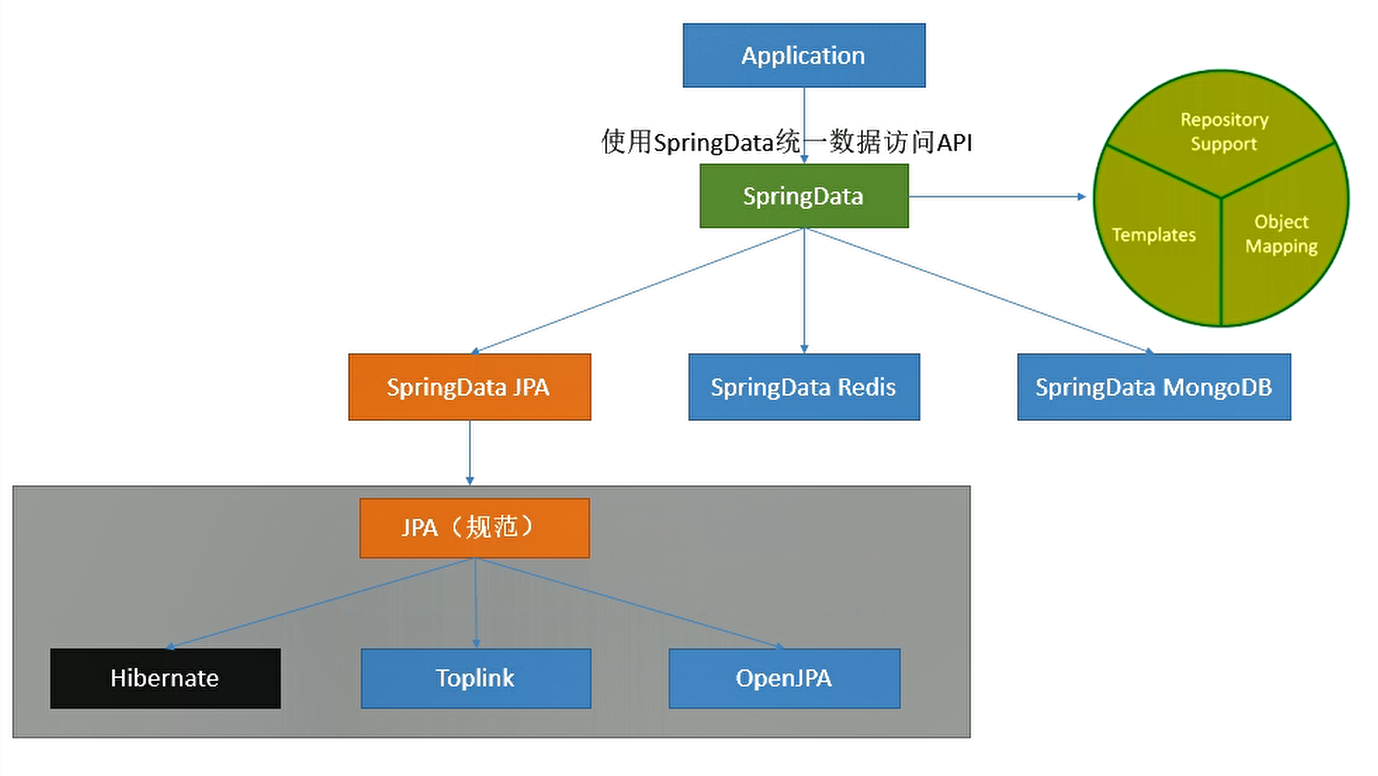 Application
使用SpringData统一数据访问API
SpringData
Repository
Support
Templates
Object
Mapping
SpringData JPA
SpringData Redis
SpringData MongoDB
JPA（规范）
Hibernate
Toplink
OpenJPA